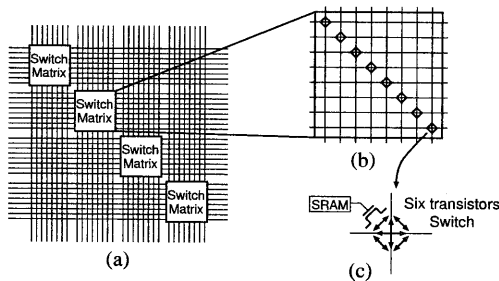 Switch
Matrix
Switch
Matrix
Switch
Matrix
Switch
Matrix
(a)
(b)
SRAM
Six transistors
Switch
(c)